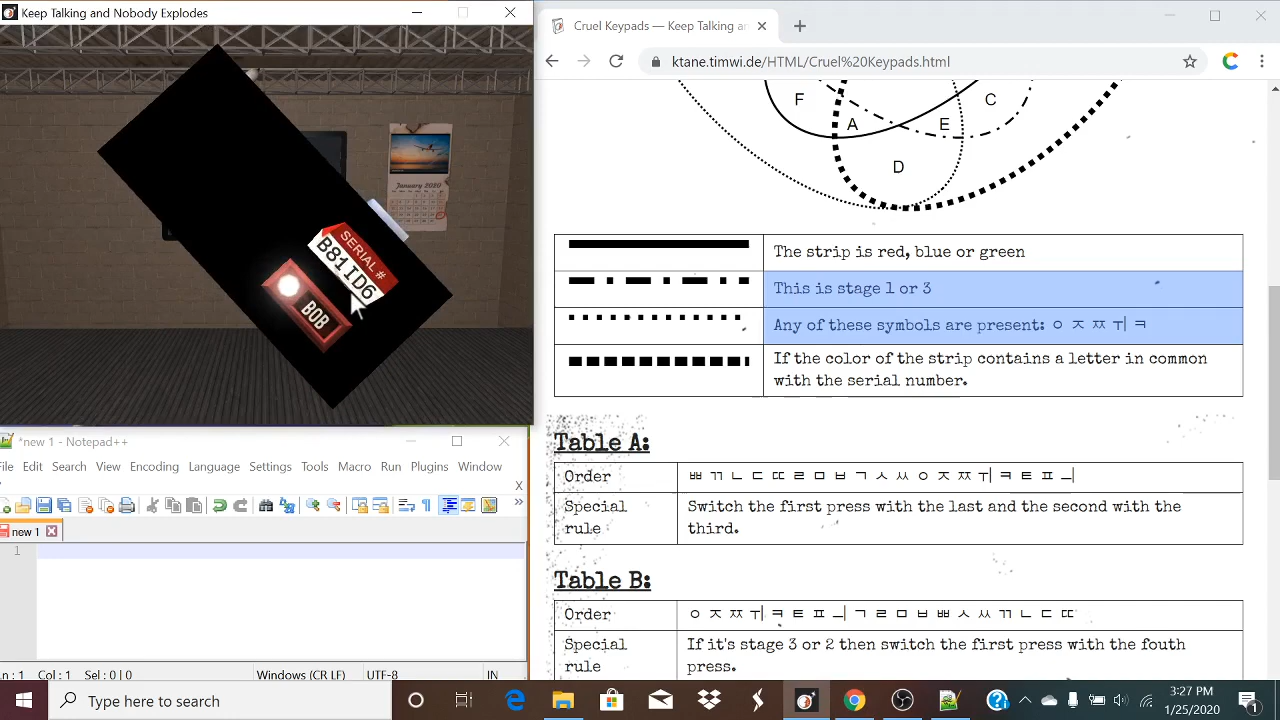 Keep Talking and Nobody Explodes
January 2020
SERIAL #
B81ID6
BOB
*new 1 - Notepad++
File Edit Search View Encoding Language Settings Tools Macro Run Plugins Window
X
new 1
1
Ln : 1 Col : 1 Sel : 0 | 0 Windows (CR LF) UTF-8 IN
Cruel Keypads — Keep Talking an
ktane.timwi.de/HTML/Cruel%20Keypads.html
F
C
A
E
D
The strip is red, blue or green
This is stage 1 or 3
Any of these symbols are present: ㅇ ㅈ ㅉ ㅟ ㅋ
If the color of the strip contains a letter in common
with the serial number.
Table A:
Order ㅃ ㄲ ㄴ ㄷ ㄸ ㄹ ㅁ ㅂ ㄱ ㅅ ㅆ ㅇ ㅈ ㅉ ㅟ ㅋ ㅌ ㅍ ㅢ
Special
rule
Switch the first press with the last and the second with the
third.
Table B:
Order ㅇ ㅈ ㅉ ㅟ ㅋ ㅌ ㅍ ㅢ ㄱ ㄹ ㅁ ㅂ ㅃ ㅅ ㅆ ㄲ ㄴ ㄷ ㄸ
Special
rule
If it's stage 3 or 2 then switch the first press with the fouth
press.
Type here to search
3:27 PM
1/25/2020